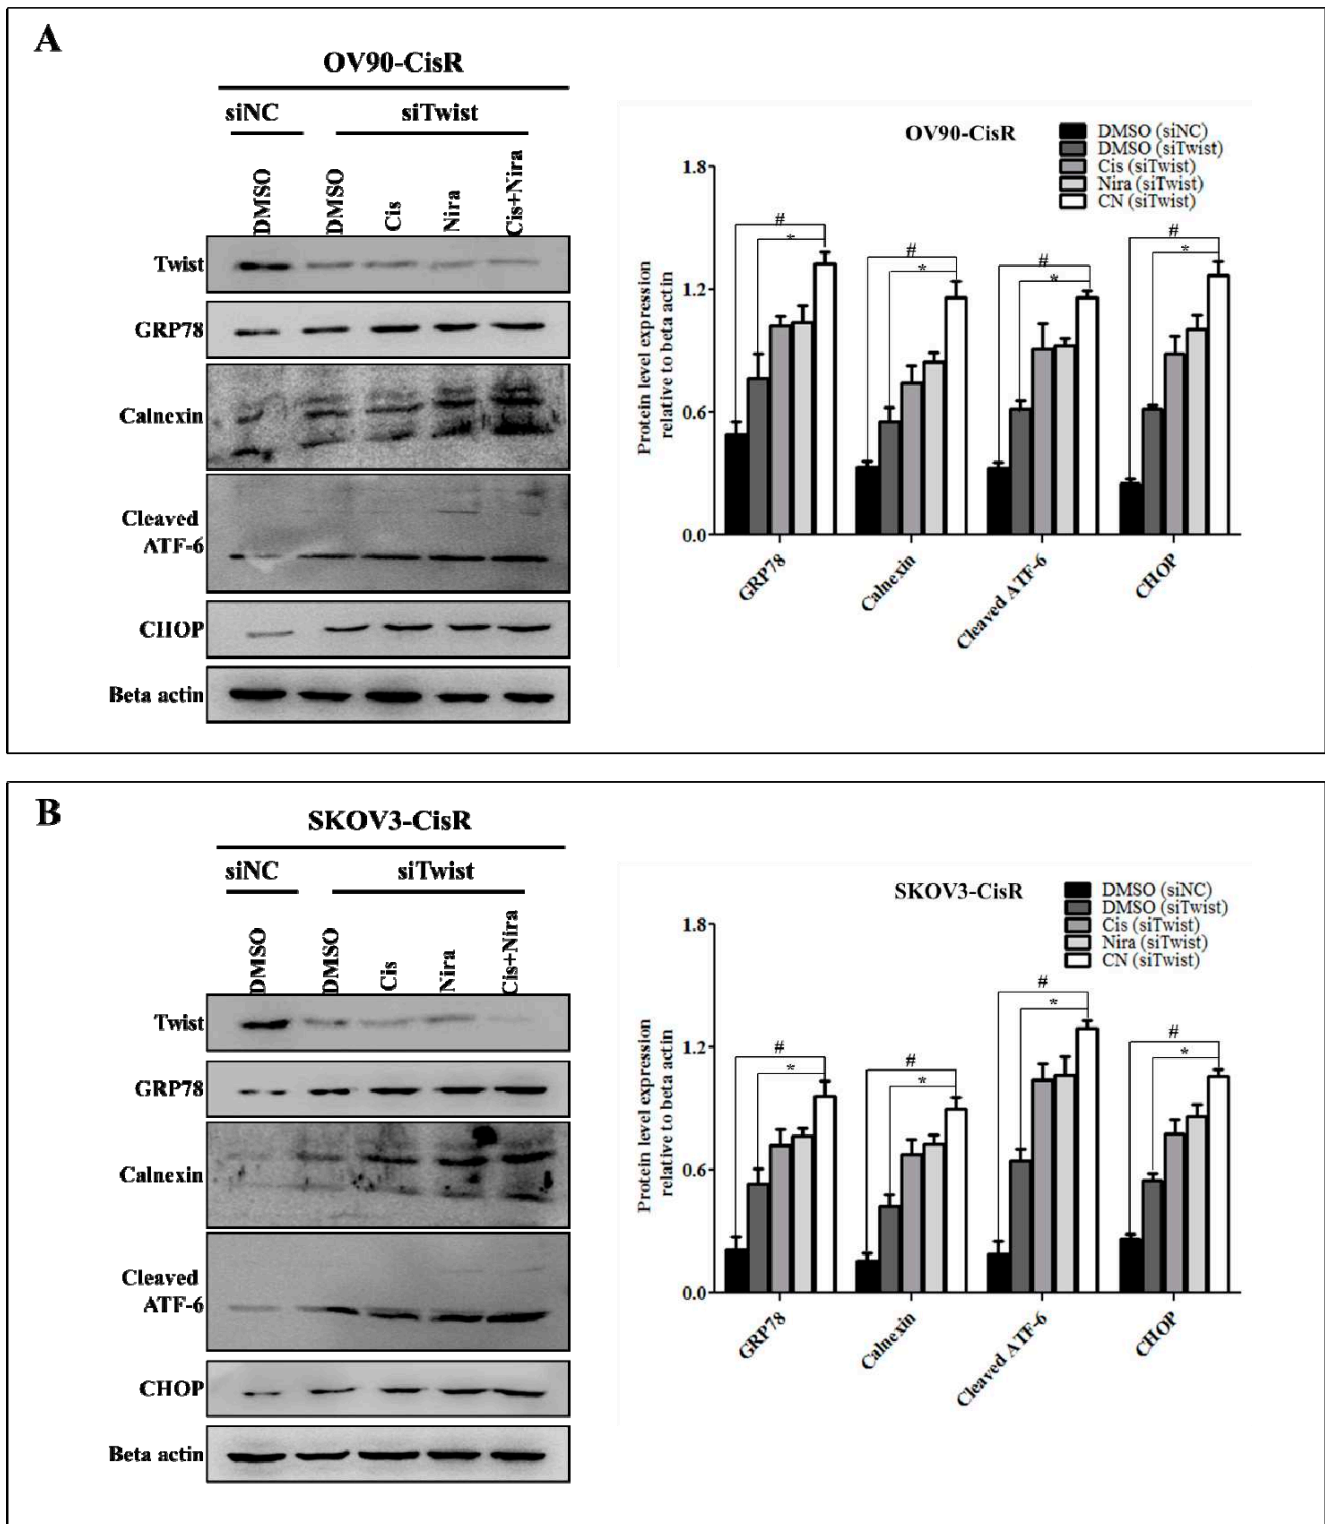 A
OV90-CisR
siNC siTwist
DMSO DMSO Cis Nira Cis+Nira
Twist
GRP78
Calnexin
Cleaved
ATF-6
CHOP
Beta actin
OV90-CisR
DMSO (siNC)
DMSO (siTwist)
Cis (siTwist)
Nira (siTwist)
CN (siTwist)
Protein level expression
relative to beta actin
1.8
1.2
0.6
0.0
# * # * # * # *
GRP78 Calnexin Cleaved ATF-6 CHOP
B
SKOV3-CisR
siNC siTwist
DMSO DMSO Cis Nira Cis+Nira
Twist
GRP78
Calnexin
Cleaved
ATF-6
CHOP
Beta actin
SKOV3-CisR
DMSO (siNC)
DMSO (siTwist)
Cis (siTwist)
Nira (siTwist)
CN (siTwist)
Protein level expression
relative to beta actin
1.8
1.2
0.6
0.0
# * # * # * # *
GRP78 Calnexin Cleaved ATF-6 CHOP